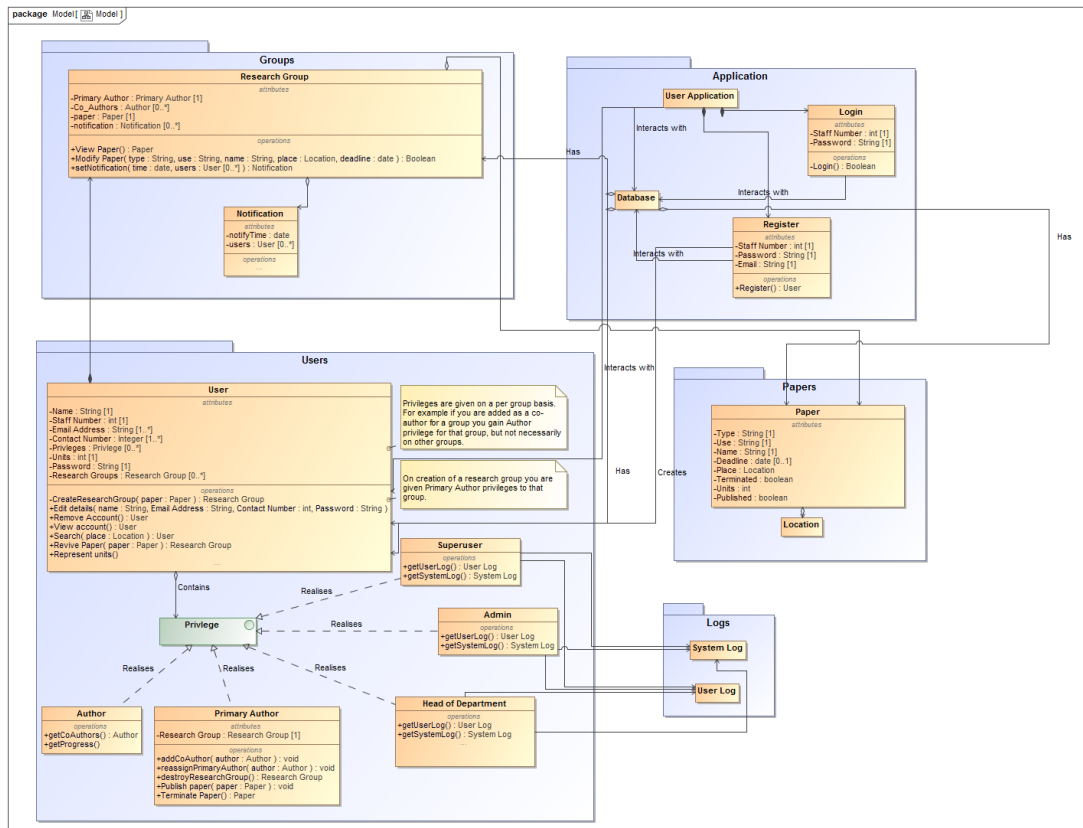 package Model [ Model ]
Groups
Research Group
attributes
-Primary Author : Primary Author [1]
-Co_Authors : Author [0..*]
-paper : Paper [1]
-notification : Notification [0..*]
operations
+View Paper() : Paper
+Modify Paper( type : String, use : String, name : String, place : Location, deadline : date ) : Boolean
+setNotification( time : date, users : User [0..*] ) : Notification
Notification
attributes
-notifyTime : date
-users : User [0..*]
operations
...
Application
User Application
Login
attributes
-Staff Number : int [1]
-Password : String [1]
operations
-Login() : Boolean
Interacts with
Has
Interacts with
Database
Register
attributes
-Staff Number : int [1]
-Password : String [1]
-Email : String [1]
operations
+Register() : User
Interacts with
Has
Users
User
attributes
-Name : String [1]
-Staff Number : int [1]
-Email Address : String [1..*]
-Contact Number : Integer [1..*]
-Privileges : Privilege [0..*]
-Units : int [1]
-Password : String [1]
-Research Groups : Research Group [0..*]
operations
-CreateResearchGroup( paper : Paper ) : Research Group
+Edit details( name : String, Email Address : String, Contact Number : int, Password : String )
+Remove Account() : User
+View account() : User
+Search( place : Location ) : User
+Revive Paper( paper : Paper ) : Research Group
+Represent units()
...
Privileges are given on a per group basis.
For example if you are added as a co-
author for a group you gain Author
privilege for that group, but not necessarily
on other groups.
On creation of a research group you are
given Primary Author privileges to that
group.
Interacts with
Has
Creates
Papers
Paper
attributes
-Type : String [1]
-Use : String [1]
-Name : String [1]
-Deadline : date [0..1]
-Place : Location
-Terminated : boolean
-Units : int
-Published : boolean
Location
Contains
Privilege
Superuser
operations
+getUserLog() : User Log
+getSystemLog() : System Log
Realises
Admin
operations
+getUserLog() : User Log
+getSystemLog() : System Log
Realises
Logs
System Log
User Log
Realises
Realises
Realises
Author
operations
+getCoAuthors() : Author
+getProgress()
Primary Author
attributes
-Research Group : Research Group [1]
operations
+addCoAuthor( author : Author ) : void
+reassignPrimaryAuthor( author : Author ) : void
+destroyResearchGroup() : Research Group
+Publish paper( paper : Paper ) : void
+Terminate Paper() : Paper
Head of Department
operations
+getUserLog() : User Log
+getSystemLog() : System Log
...